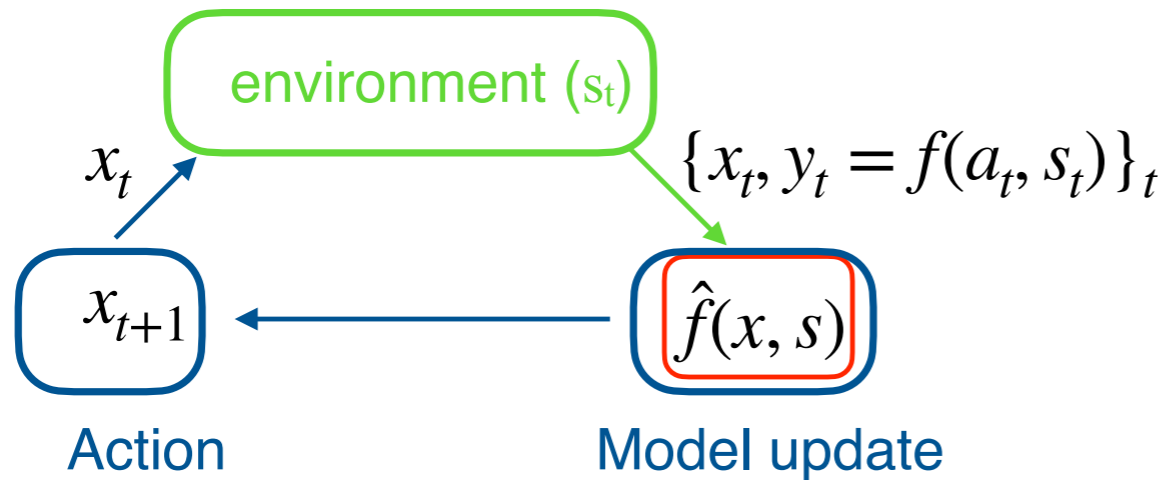 environment (sₜ)
xₜ
{xₜ, yₜ = f(aₜ, sₜ)}ₜ
xₜ₊₁
f̂(x, s)
Action
Model update